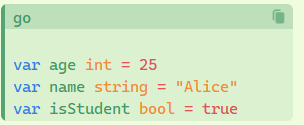 go
var age int = 25
var name string = "Alice"
var isStudent bool = true